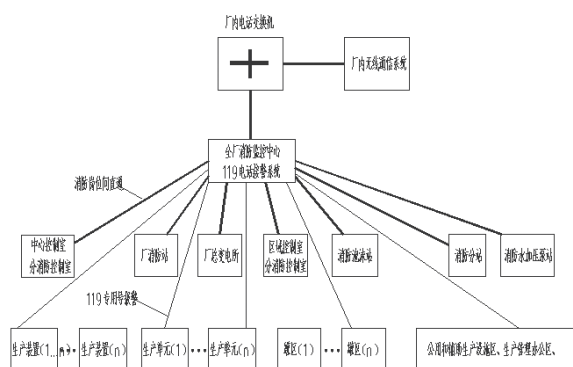 厂内电话交换机
厂内无线通信系统
全厂消防监控中心
119电话接警系统
消防岗位间直通
中心控制室
分消防控制室
厂消防站
厂总变电所
区域控制室
分消防控制室
消防泡沫站
消防分站
消防水加压泵站
119专用号报警
生产装置(1
生产装置(n)
生产单元(1)
生产单元(n)
罐区(1)
罐区(n)
公用和辅助生产设施区、生产管理办公区、